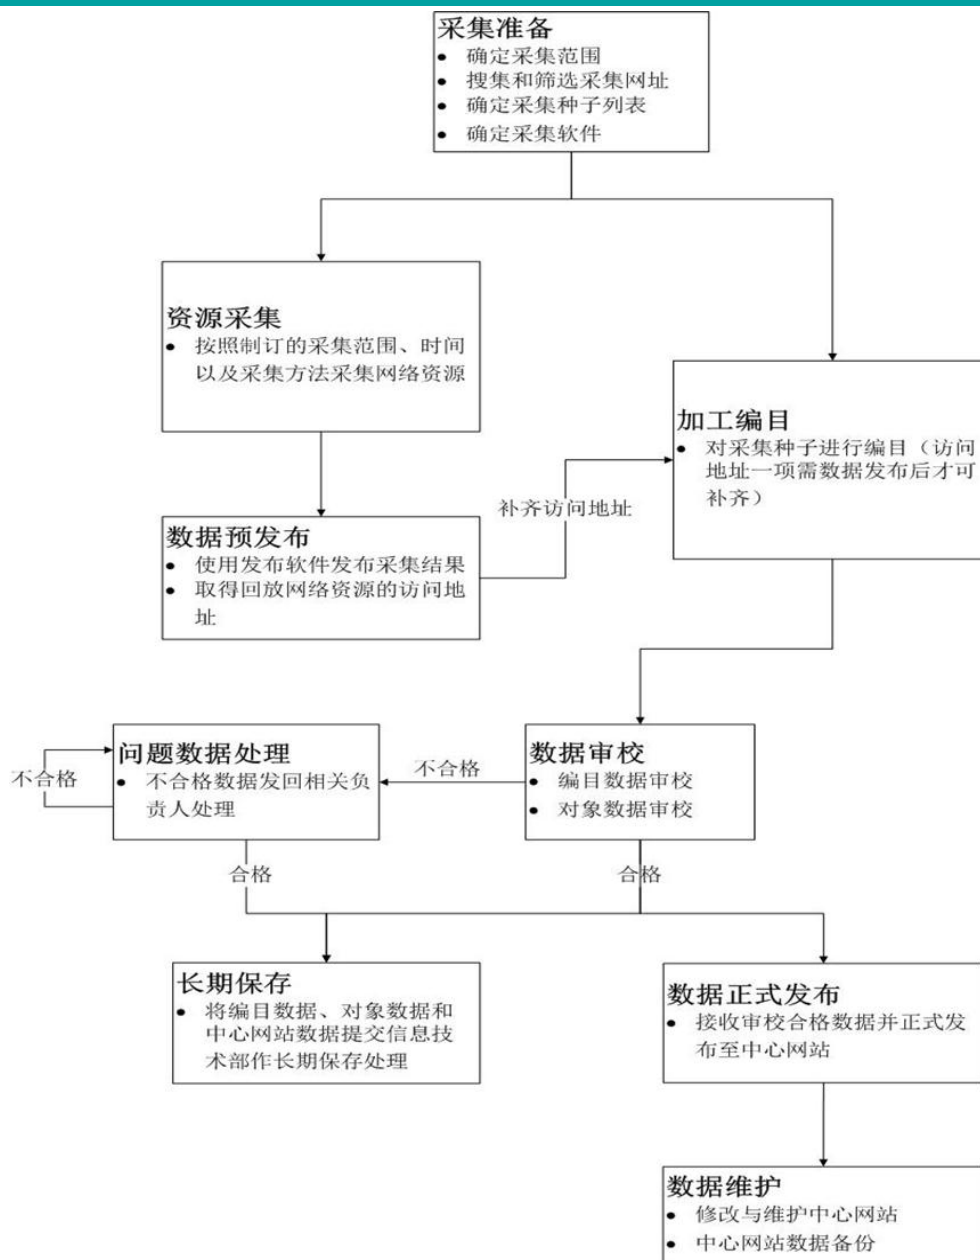 采集准备
• 确定采集范围
• 搜集和筛选采集网址
• 确定采集种子列表
• 确定采集软件
资源采集
• 按照制订的采集范围、时间
以及采集方法采集网络资源
加工编目
• 对采集种子进行编目（访问
地址一项需数据发布后才可
补齐）
补齐访问地址
数据预发布
• 使用发布软件发布采集结果
• 取得回放网络资源的访问地
址
问题数据处理
• 不合格数据发回相关负
责人处理
不合格
不合格
数据审校
• 编目数据审校
• 对象数据审校
合格
合格
长期保存
• 将编目数据、对象数据和
中心网站数据提交信息技
术部作长期保存处理
数据正式发布
• 接收审校合格数据并正式发
布至中心网站
数据维护
• 修改与维护中心网站
• 中心网站数据备份